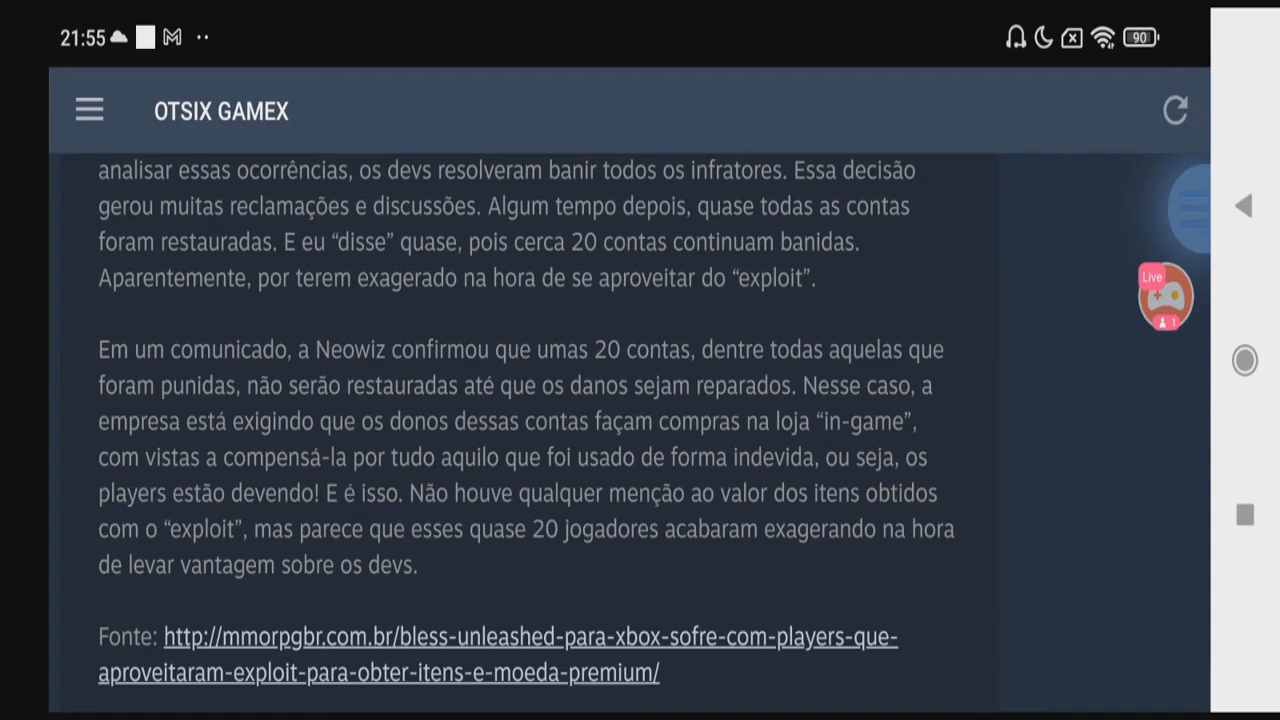 21:55
90
OTSIX GAMEX
analisar essas ocorrências, os devs resolveram banir todos os infratores. Essa decisão
gerou muitas reclamações e discussões. Algum tempo depois, quase todas as contas
foram restauradas. E eu “disse” quase, pois cerca 20 contas continuam banidas.
Aparentemente, por terem exagerado na hora de se aproveitar do “exploit”.
Live
1
Em um comunicado, a Neowiz confirmou que umas 20 contas, dentre todas aquelas que
foram punidas, não serão restauradas até que os danos sejam reparados. Nesse caso, a
empresa está exigindo que os donos dessas contas façam compras na loja “in-game”,
com vistas a compensá-la por tudo aquilo que foi usado de forma indevida, ou seja, os
players estão devendo! E é isso. Não houve qualquer menção ao valor dos itens obtidos
com o “exploit”, mas parece que esses quase 20 jogadores acabaram exagerando na hora
de levar vantagem sobre os devs.
Fonte: http://mmorpgbr.com.br/bless-unleashed-para-xbox-sofre-com-players-que-
aproveitaram-exploit-para-obter-itens-e-moeda-premium/